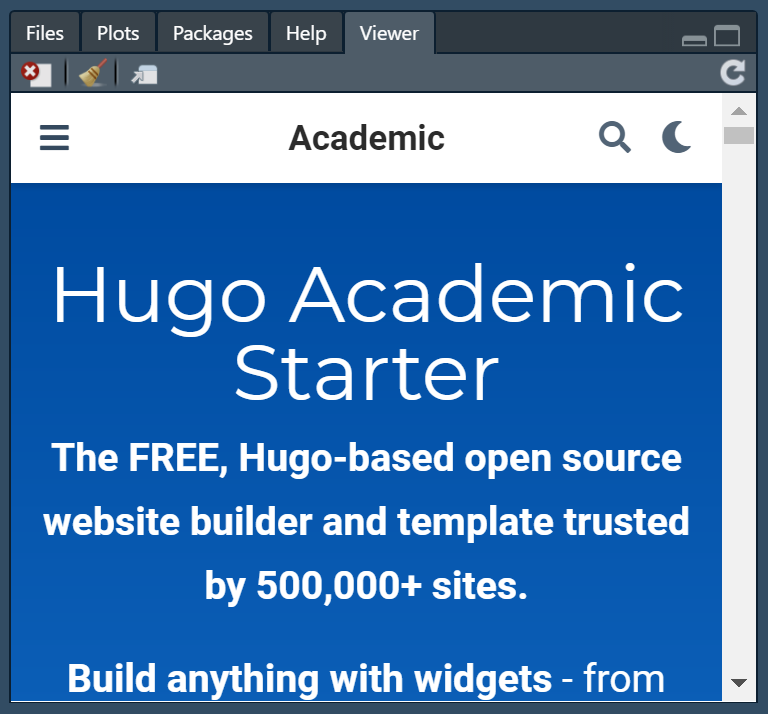 Files Plots Packages Help Viewer
Academic
Hugo Academic
Starter
The FREE, Hugo-based open source
website builder and template trusted
by 500,000+ sites.
Build anything with widgets - from